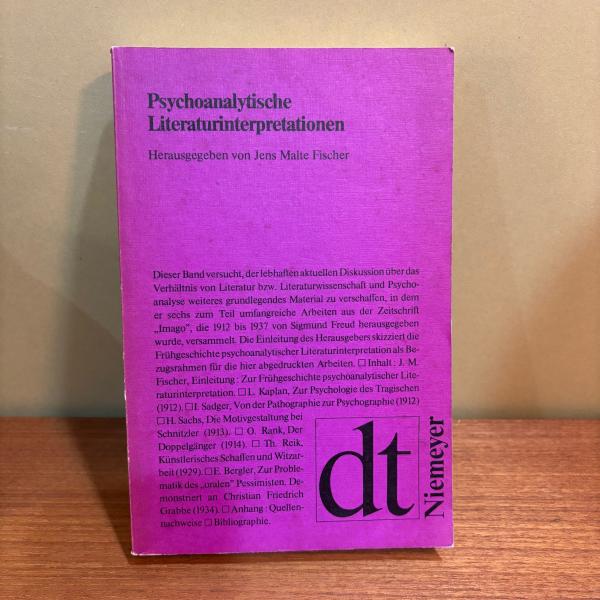 Psychoanalytische
Literaturinterpretationen
Herausgegeben von Jens Malte Fischer
Dieser Band versucht, der lebhaften aktuellen Diskussion über das
Verhältnis von Literatur bzw. Literaturwissenschaft und Psycho-
analyse weiteres grundlegendes Material zu verschaffen, in dem
er sechs zum Teil umfangreiche Arbeiten aus der Zeitschrift
„Imago", die 1912 bis 1937 von Sigmund Freud herausgegeben
wurde, versammelt. Die Einleitung des Herausgebers skizziert die
Frühgeschichte psychoanalytischer Literaturinterpretation als Be-
zugsrahmen für die hier abgedruckten Arbeiten. □ Inhalt: J. M.
Fischer, Einleitung: Zur Frühgeschichte psychoanalytischer Lite-
raturinterpretation. □ L. Kaplan, Zur Psychologie des Tragischen
(1912). □ I. Sadger, Von der Pathographie zur Psychographie (1912)
□ H. Sachs, Die Motivgestaltung bei
Schnitzler (1913). □ O. Rank, Der
Doppelgänger (1914). □ Th. Reik,
Künstlerisches Schaffen und Witzar-
beit (1929). □ E. Bergler, Zur Proble-
matik des „oralen" Pessimisten. De-
monstriert an Christian Friedrich
Grabbe (1934). □ Anhang: Quellen-
nachweise □ Bibliographie.
dt
Niemeyer